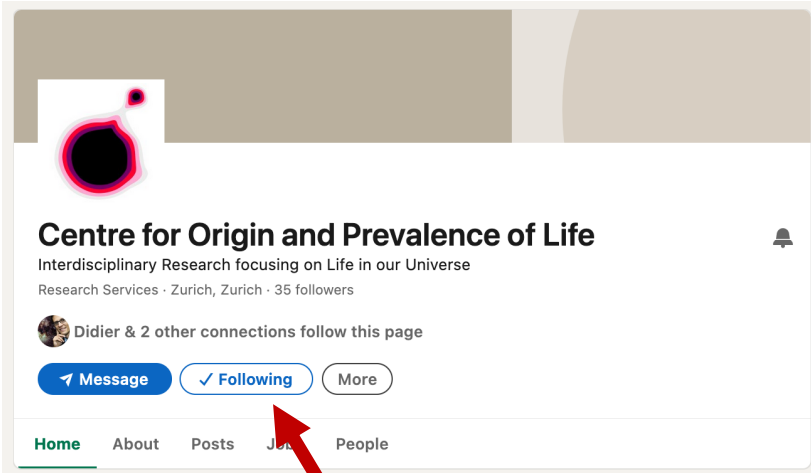 Centre for Origin and Prevalence of Life
Interdisciplinary Research focusing on Life in our Universe
Research Services · Zurich, Zurich · 35 followers
Didier & 2 other connections follow this page
Message Following More
Home About Posts People